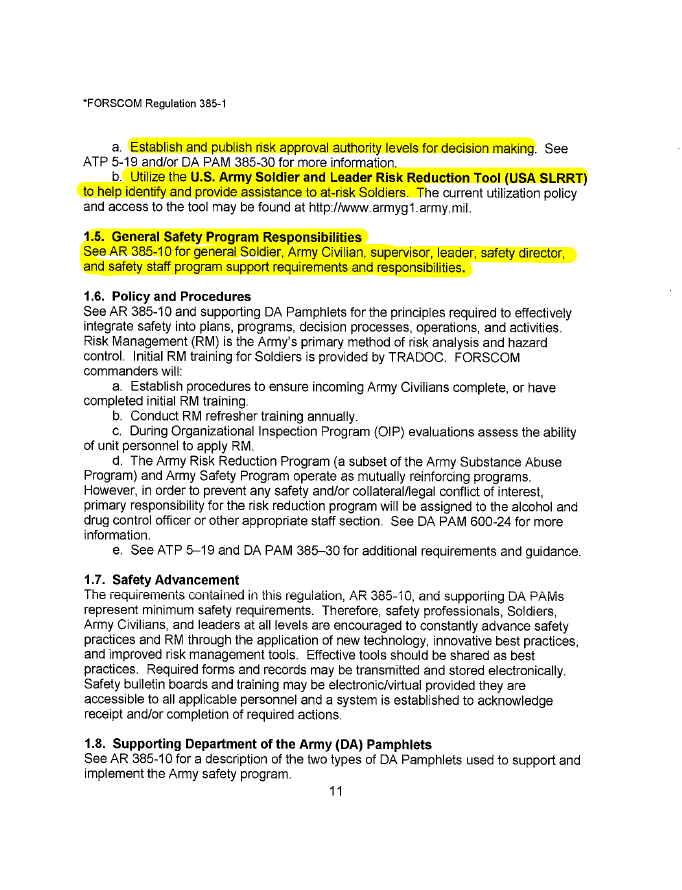 *FORSCOM Regulation 385-1
a. Establish and publish risk approval authority levels for decision making. See
ATP 5-19 and/or DA PAM 385-30 for more information.
b. Utilize the U.S. Army Soldier and Leader Risk Reduction Tool (USA SLRRT)
to help identify and provide assistance to at-risk Soldiers. The current utilization policy
and access to the tool may be found at http://www.armyg1.army.mil.
1.5. General Safety Program Responsibilities
See AR 385-10 for general Soldier, Army Civilian, supervisor, leader, safety director,
and safety staff program support requirements and responsibilities.
1.6. Policy and Procedures
See AR 385-10 and supporting DA Pamphlets for the principles required to effectively
integrate safety into plans, programs, decision processes, operations, and activities.
Risk Management (RM) is the Army's primary method of risk analysis and hazard
control. Initial RM training for Soldiers is provided by TRADOC. FORSCOM
commanders will:
a. Establish procedures to ensure incoming Army Civilians complete, or have
completed initial RM training.
b. Conduct RM refresher training annually.
c. During Organizational Inspection Program (OIP) evaluations assess the ability
of unit personnel to apply RM.
d. The Army Risk Reduction Program (a subset of the Army Substance Abuse
Program) and Army Safety Program operate as mutually reinforcing programs.
However, in order to prevent any safety and/or collateral/legal conflict of interest,
primary responsibility for the risk reduction program will be assigned to the alcohol and
drug control officer or other appropriate staff section. See DA PAM 600-24 for more
information.
e. See ATP 5–19 and DA PAM 385–30 for additional requirements and guidance.
1.7. Safety Advancement
The requirements contained in this regulation, AR 385-10, and supporting DA PAMs
represent minimum safety requirements. Therefore, safety professionals, Soldiers,
Army Civilians, and leaders at all levels are encouraged to constantly advance safety
practices and RM through the application of new technology, innovative best practices,
and improved risk management tools. Effective tools should be shared as best
practices. Required forms and records may be transmitted and stored electronically.
Safety bulletin boards and training may be electronic/virtual provided they are
accessible to all applicable personnel and a system is established to acknowledge
receipt and/or completion of required actions.
1.8. Supporting Department of the Army (DA) Pamphlets
See AR 385-10 for a description of the two types of DA Pamphlets used to support and
implement the Army safety program.
11